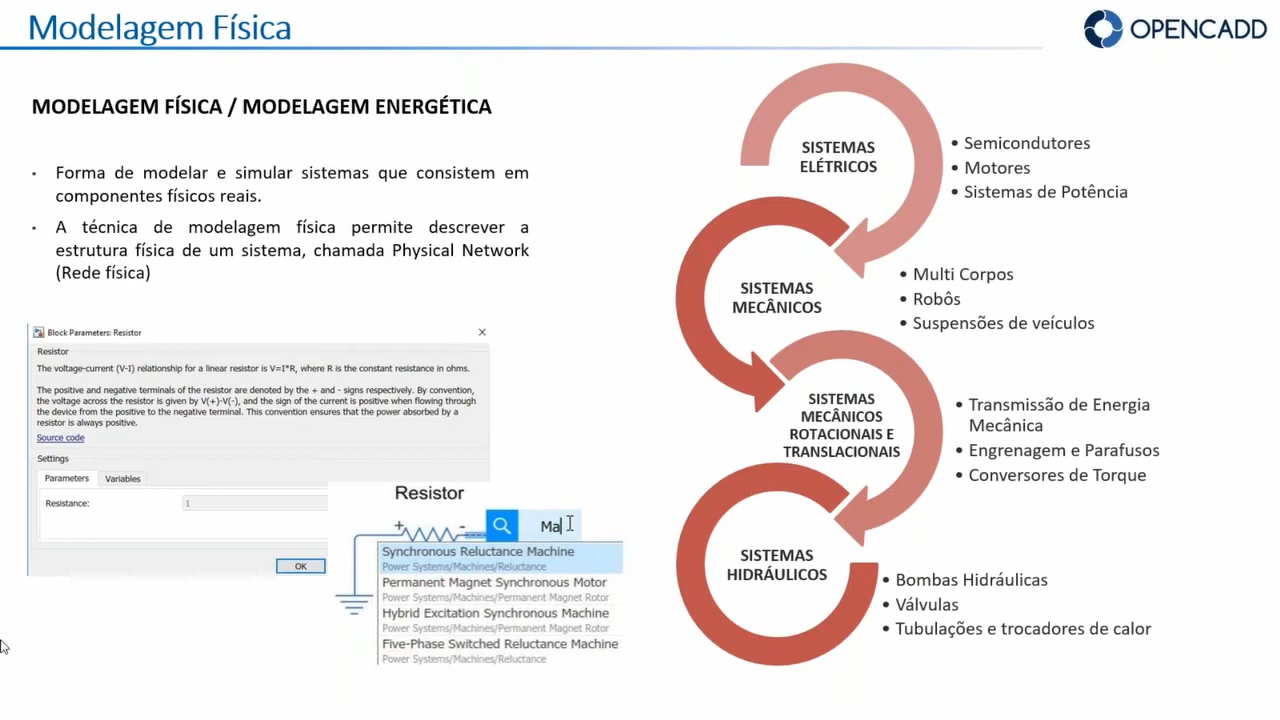 Modelagem Física
OPENCADD
MODELAGEM FÍSICA / MODELAGEM ENERGÉTICA
• Forma de modelar e simular sistemas que consistem em
componentes físicos reais.
• A técnica de modelagem física permite descrever a
estrutura física de um sistema, chamada Physical Network
(Rede física)
Block Parameters: Resistor
Resistor
The voltage-current (V-I) relationship for a linear resistor is V=I*R, where R is the constant resistance in ohms.
The positive and negative terminals of the resistor are denoted by the + and - signs respectively. By convention,
the voltage across the resistor is given by V(+)-V(-), and the sign of the current is positive when flowing through
the device from the positive to the negative terminal. This convention ensures that the power absorbed by a
resistor is always positive.
Source code
Settings
Parameters Variables
Resistance: 1
OK
Resistor
+ -
Ma
Synchronous Reluctance Machine
Power Systems/Machines/Reluctance
Permanent Magnet Synchronous Motor
Power Systems/Machines/Permanent Magnet Rotor
Hybrid Excitation Synchronous Machine
Power Systems/Machines/Permanent Magnet Rotor
Five-Phase Switched Reluctance Machine
Power Systems/Machines/Reluctance
SISTEMAS
ELÉTRICOS
• Semicondutores
• Motores
• Sistemas de Potência
SISTEMAS
MECÂNICOS
• Multi Corpos
• Robôs
• Suspensões de veículos
SISTEMAS
MECÂNICOS
ROTACIONAIS E
TRANSLACIONAIS
• Transmissão de Energia
Mecânica
• Engrenagem e Parafusos
• Conversores de Torque
SISTEMAS
HIDRÁULICOS
• Bombas Hidráulicas
• Válvulas
• Tubulações e trocadores de calor